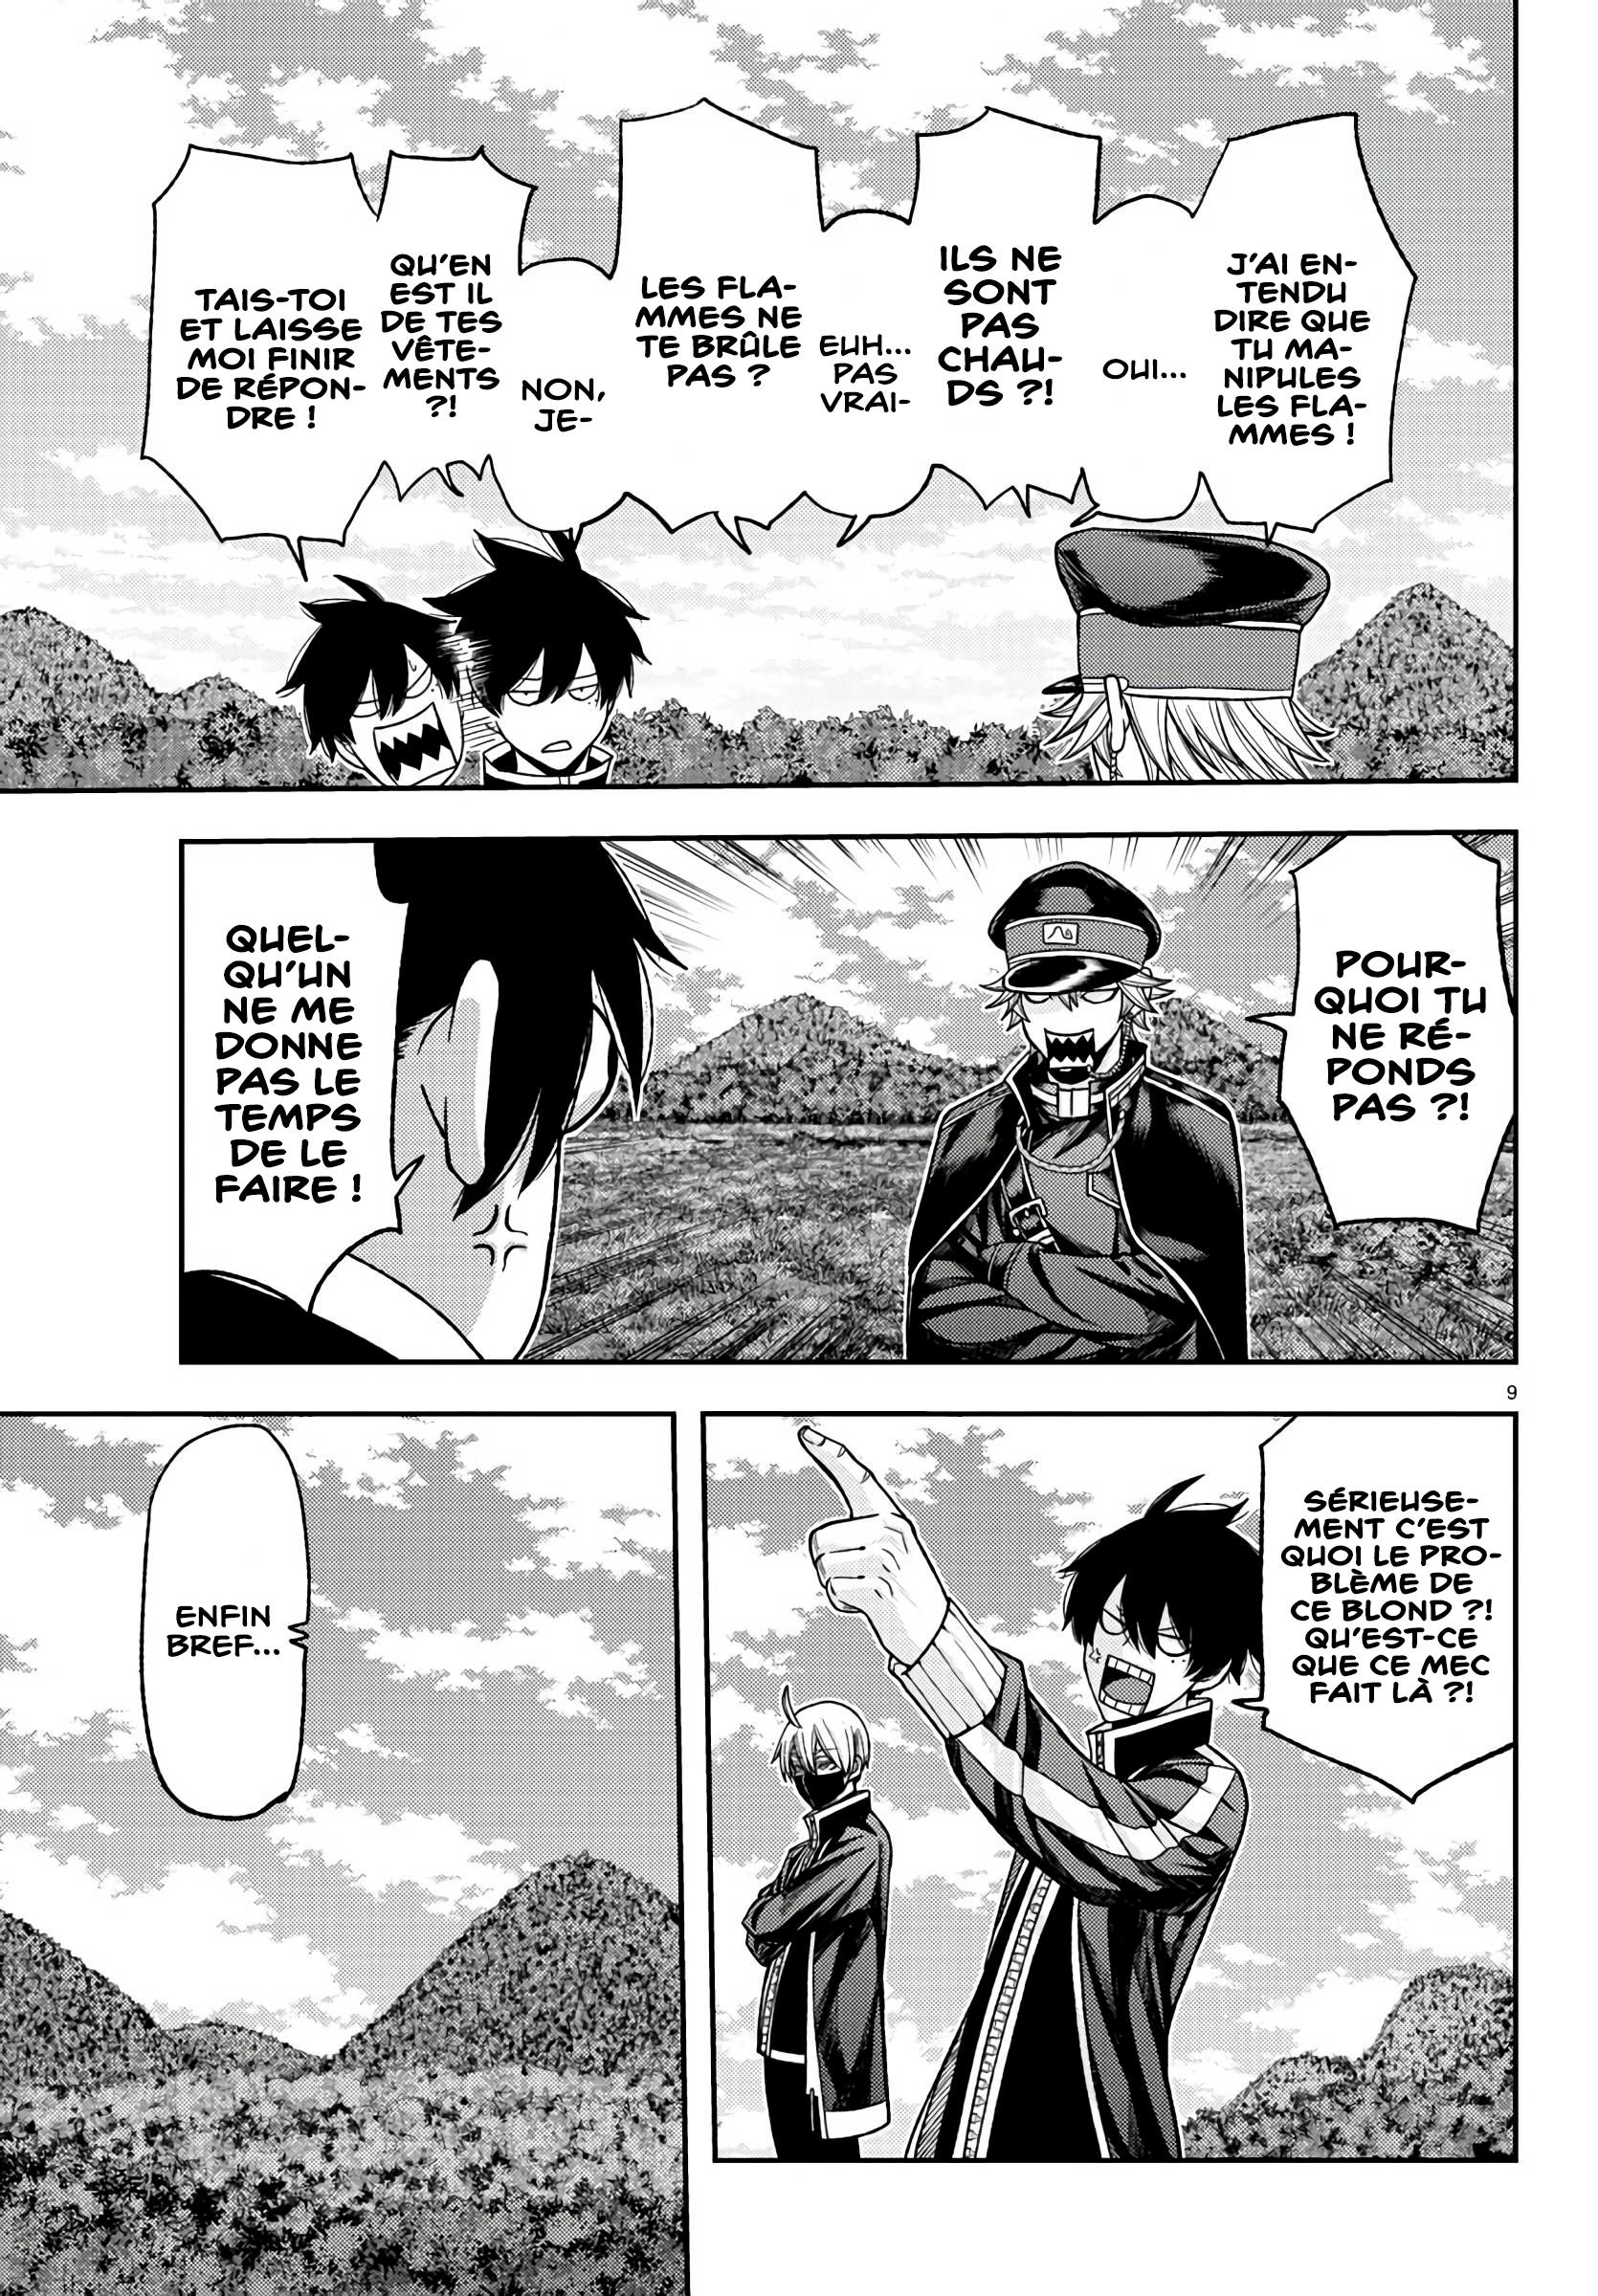 J'AI EN-
TENDU
DIRE QUE
TU MA-
NIPULES
LES FLA-
MMES !
OUI...
ILS NE
SONT
PAS
CHAU-
DS ?!
EUH...
PAS
VRAI-
LES FLA-
MMES NE
TE BRÛLE
PAS ?
NON,
JE-
QU'EN
EST IL
DE TES
VÊTE-
MENTS
?!
TAIS-TOI
ET LAISSE
MOI FINIR
DE RÉPON-
DRE !
POUR-
QUOI TU
NE RÉ-
PONDS
PAS ?!
QUEL-
QU'UN
NE ME
DONNE
PAS LE
TEMPS
DE LE
FAIRE !
9
SÉRIEUSE-
MENT C'EST
QUOI LE PRO-
BLÈME DE
CE BLOND ?!
QU'EST-CE
QUE CE MEC
FAIT LÀ ?!
ENFIN
BREF...